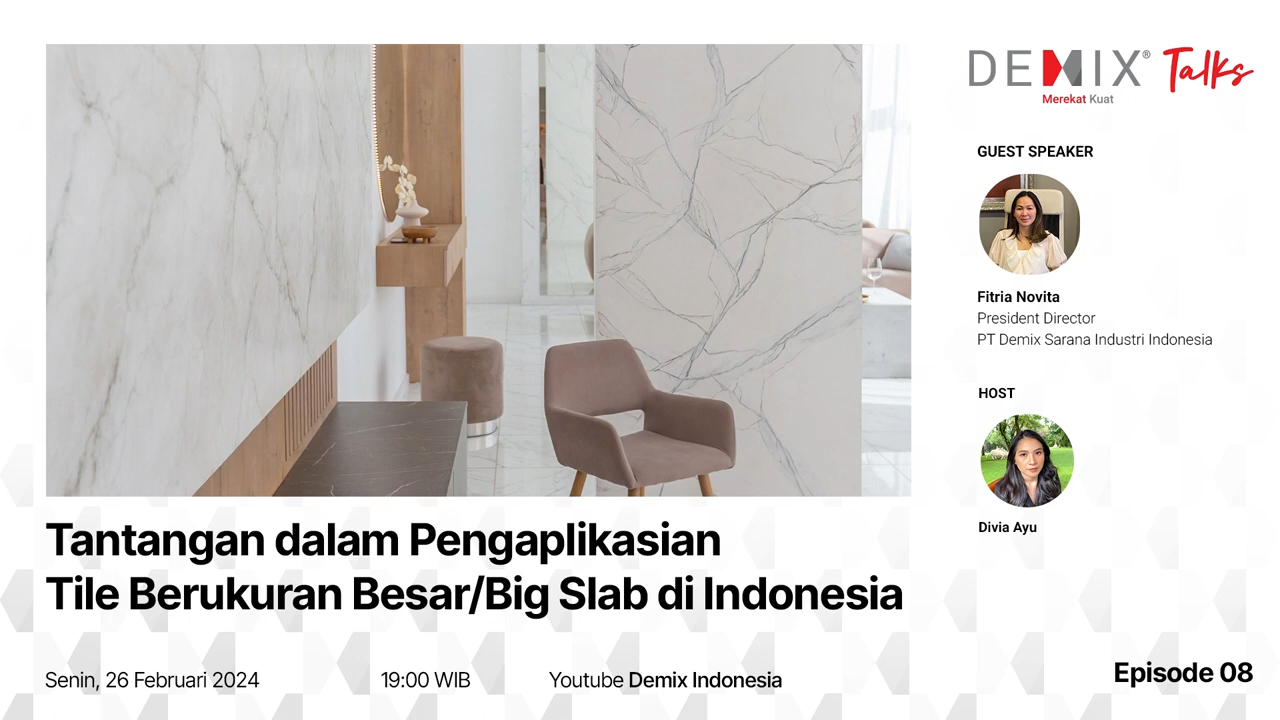 DEMIX® Talks
Merekat Kuat
GUEST SPEAKER
Fitria Novita
President Director
PT Demix Sarana Industri Indonesia
HOST
Divia Ayu
Tantangan dalam Pengaplikasian
Tile Berukuran Besar/Big Slab di Indonesia
Senin, 26 Februari 2024
19:00 WIB
Youtube Demix Indonesia
Episode 08